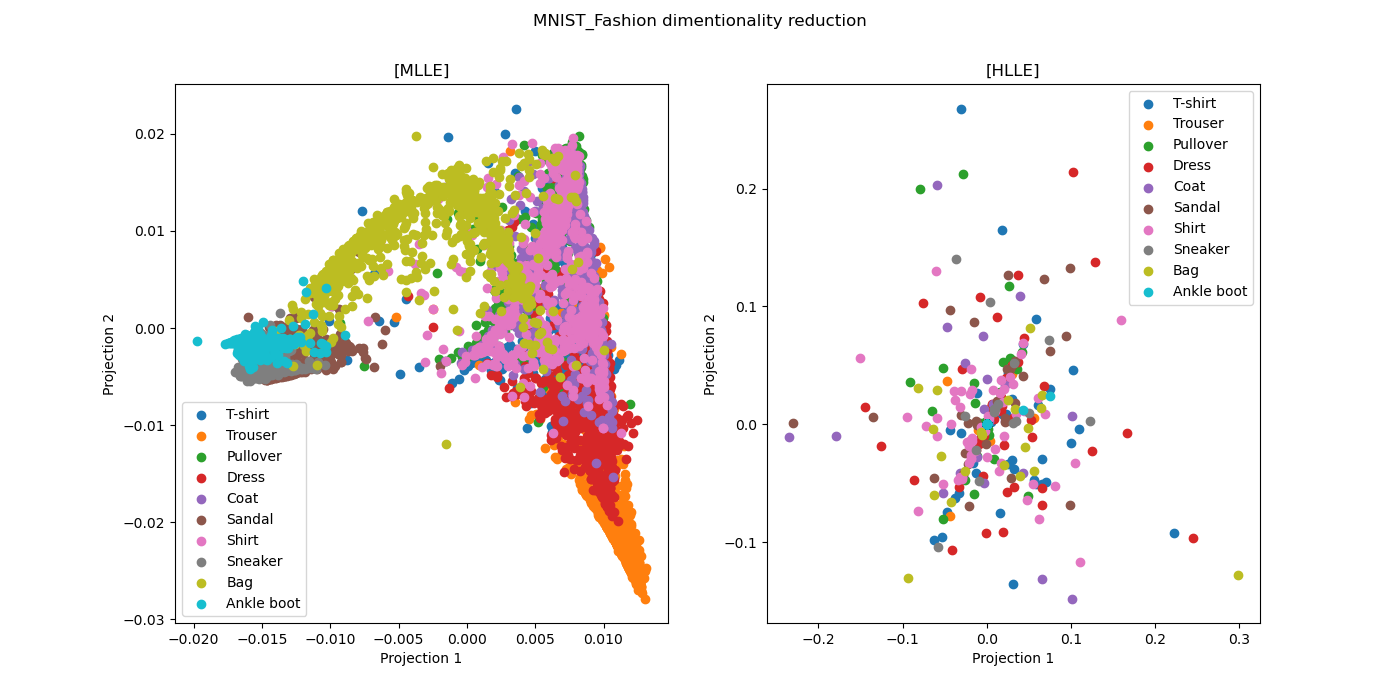 MNIST_Fashion dimentionality reduction
[MLLE]
0.02
0.01
0.00
−0.01
−0.02
−0.03
Projection 2
T-shirt
Trouser
Pullover
Dress
Coat
Sandal
Shirt
Sneaker
Bag
Ankle boot
−0.020 −0.015 −0.010 −0.005 0.000 0.005 0.010
Projection 1
[HLLE]
0.2
0.1
0.0
−0.1
Projection 2
T-shirt
Trouser
Pullover
Dress
Coat
Sandal
Shirt
Sneaker
Bag
Ankle boot
−0.2 −0.1 0.0 0.1 0.2 0.3
Projection 1